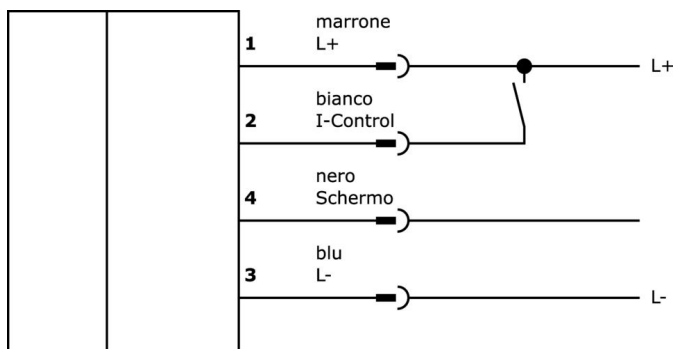 marrone
1 L+
L+
bianco
2 I-Control
nero
4 Schermo
blu
3 L-
L-